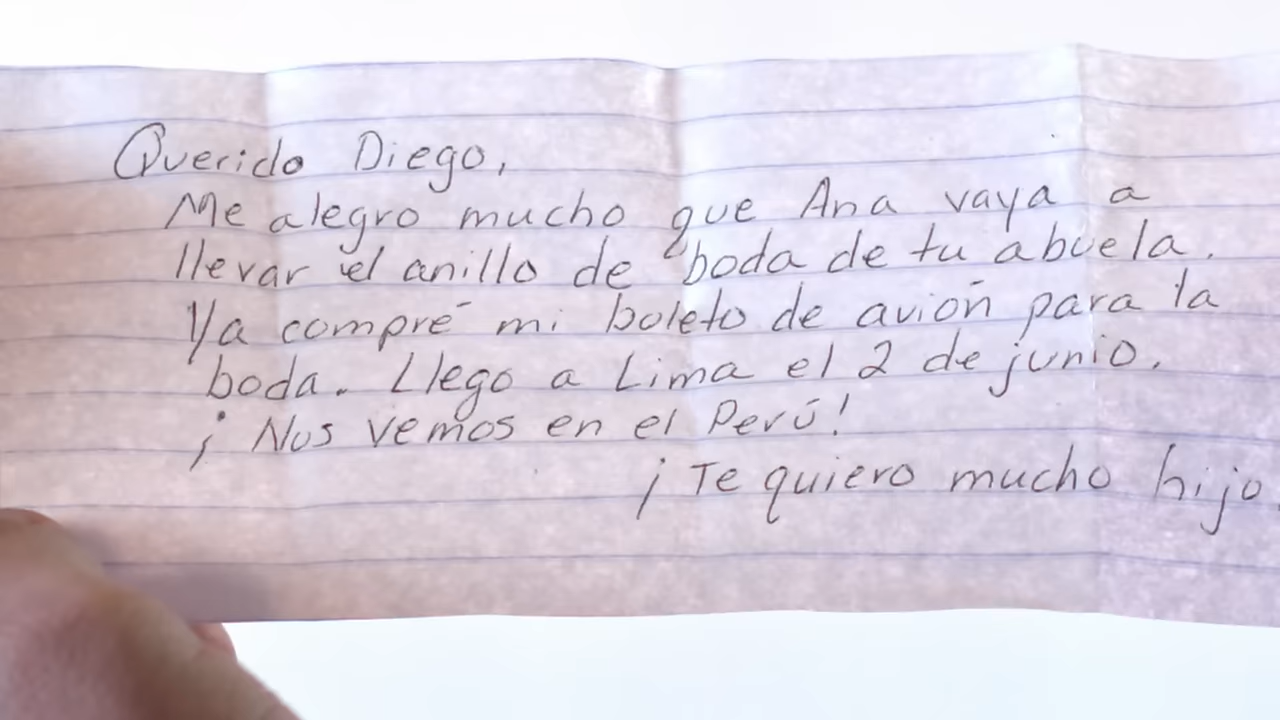 Querido Diego,
Me alegro mucho que Ana vaya a
llevar el anillo de boda de tu abuela.
Ya compré mi boleto de avión para la
boda. Llego a Lima el 2 de junio.
¡Nos vemos en el Perú!
¡Te quiero mucho hijo